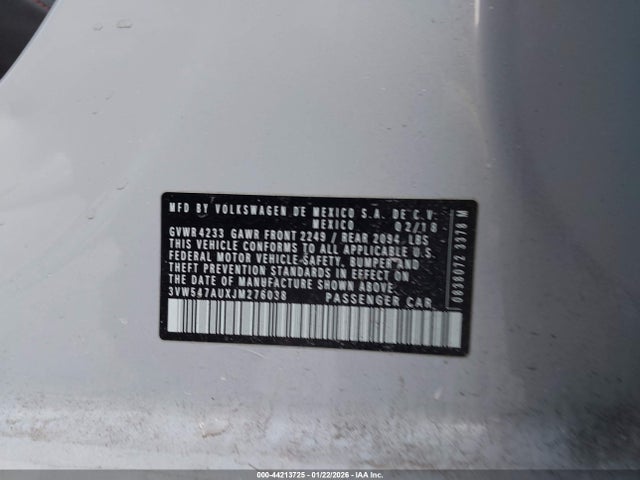 MFD BY VOLKSWAGEN DE MEXICO S.A. DE C.V.
MEXICO 02/18
GVWR 4233 GAWR FRONT 2249 / REAR 2094 LBS
THIS VEHICLE CONFORMS TO ALL APPLICABLE U.S.
FEDERAL MOTOR VEHICLE SAFETY, BUMPER AND
THEFT PREVENTION STANDARDS IN EFFECT ON
THE DATE OF MANUFACTURE SHOWN ABOVE.
3VW547AUXJM276038 PASSENGER CAR
0638072 3378 M
000-44213725 - 01/22/2026 - IAA Inc.